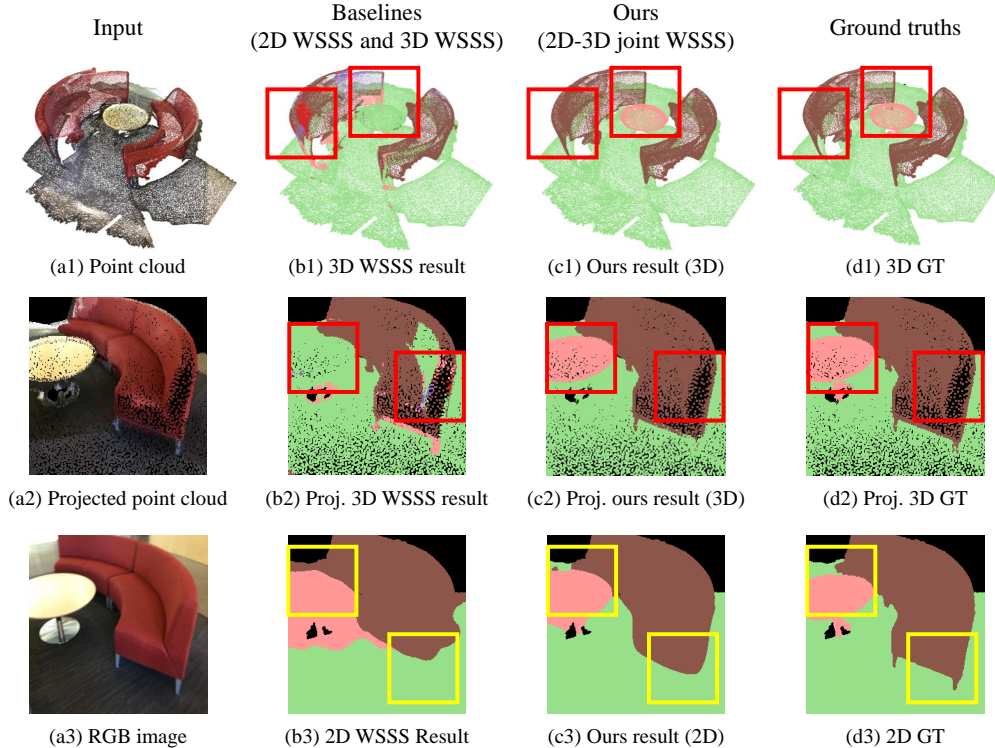 Input
Baselines
(2D WSSS and 3D WSSS)
Ours
(2D-3D joint WSSS)
Ground truths
(a1) Point cloud
(b1) 3D WSSS result
(c1) Ours result (3D)
(d1) 3D GT
(a2) Projected point cloud
(b2) Proj. 3D WSSS result
(c2) Proj. ours result (3D)
(d2) Proj. 3D GT
(a3) RGB image
(b3) 2D WSSS Result
(c3) Ours result (2D)
(d3) 2D GT